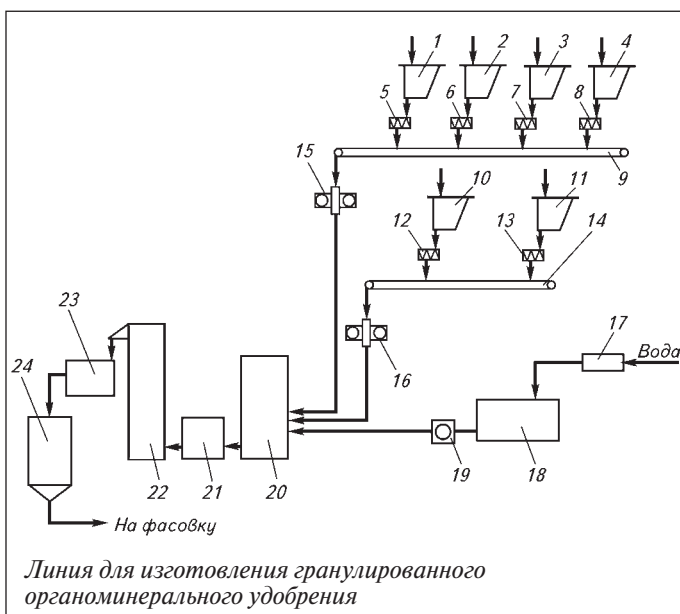 1 2 3 4
5 6 7 8
15 9
10 11
12 13 14
23 17
24 16 Вода
19 18
22 21 20
На фасовку
Линия для изготовления гранулированного
органоминерального удобрения